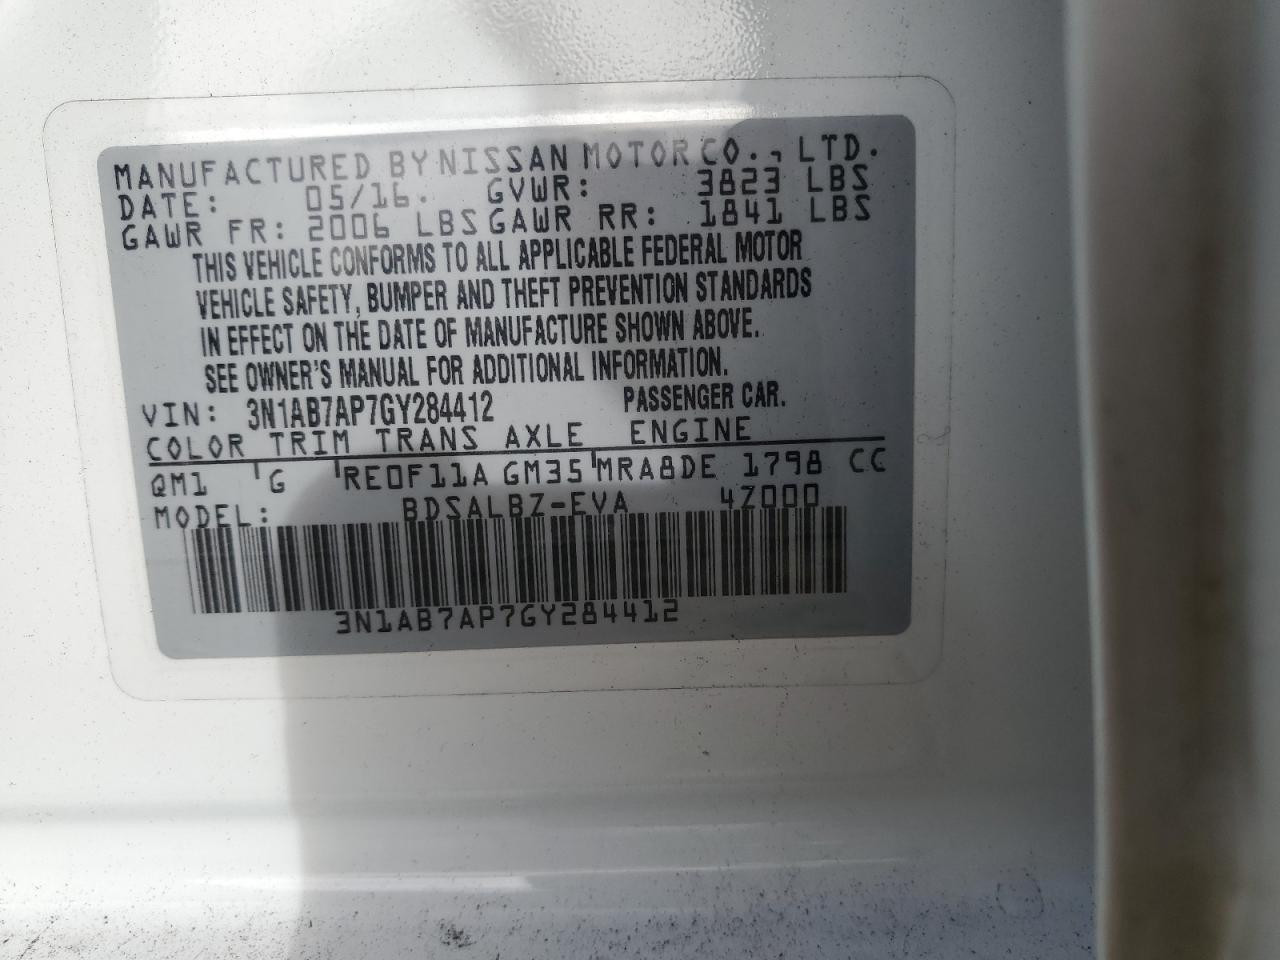 MANUFACTURED BY NISSAN MOTOR CO., LTD.
DATE: 05/16. GVWR: 3823 LBS
GAWR FR: 2006 LBS GAWR RR: 1841 LBS
THIS VEHICLE CONFORMS TO ALL APPLICABLE FEDERAL MOTOR
VEHICLE SAFETY, BUMPER AND THEFT PREVENTION STANDARDS
IN EFFECT ON THE DATE OF MANUFACTURE SHOWN ABOVE.
SEE OWNER'S MANUAL FOR ADDITIONAL INFORMATION.
VIN: 3N1AB7AP7GY284412 PASSENGER CAR.
COLOR TRIM TRANS AXLE ENGINE
QM1 G RE0F11A GM35 MRA8DE 1798 CC
MODEL: BDSALBZ-EVA 4Z000
3N1AB7AP7GY284412